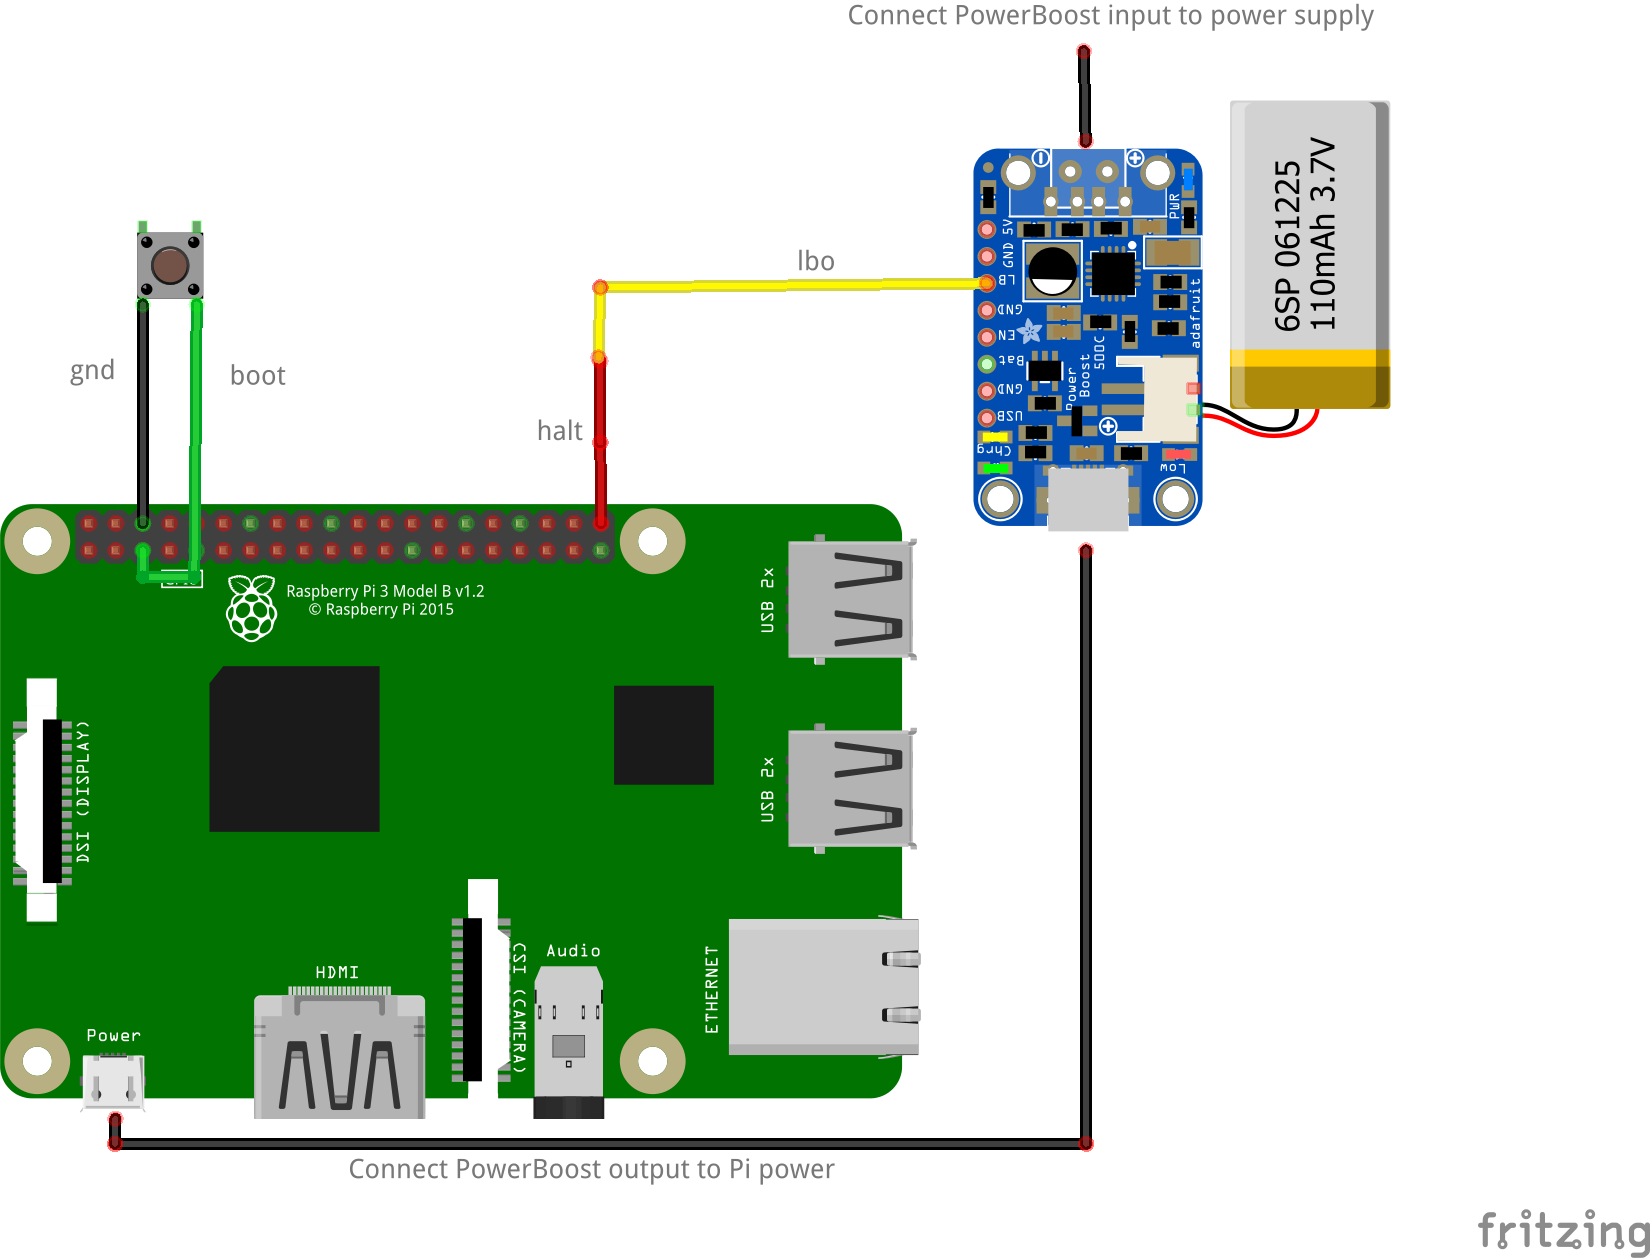 Connect PowerBoost input to power supply
6SP 061225
110mAh 3.7V
lbo
gnd
boot
halt
PWR
5V
GND
LB
GND
EN
Bat
GND
USB
adafruit
Power
Boost
500C
Chrg
Low
Raspberry Pi 3 Model B v1.2
© Raspberry Pi 2015
USB 2x
USB 2x
DSI (DISPLAY)
CSI (CAMERA)
Audio
HDMI
ETHERNET
Power
Connect PowerBoost output to Pi power
fritzing